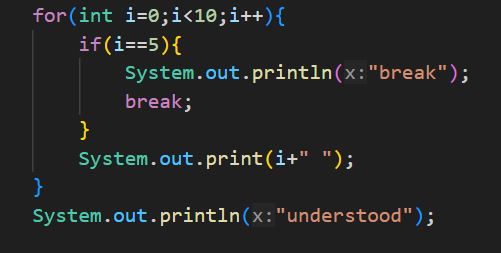 for(int i=0;i<10;i++){
    if(i==5){
        System.out.println(x:"break");
        break;
    }
    System.out.print(i+" ");
}
System.out.println(x:"understood");